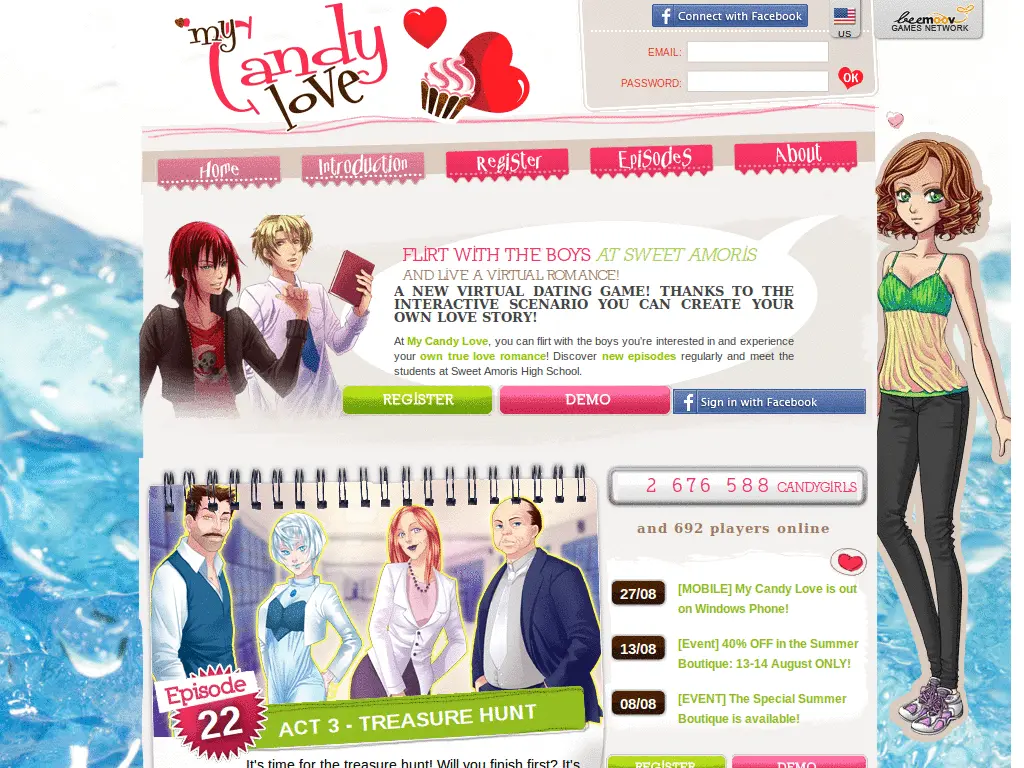 my Candy love
Connect with Facebook
US
beemoov
GAMES NETWORK
EMAIL:
PASSWORD:
OK
Home
Introduction
Register
EpiSodeS
About
FLIRT WITH THE BOYS AT SWEET AMORIS
AND LIVE A VIRTUAL ROMANCE!
A NEW VIRTUAL DATING GAME! THANKS TO THE
INTERACTIVE SCENARIO YOU CAN CREATE YOUR
OWN LOVE STORY!
At My Candy Love, you can flirt with the boys you're interested in and experience
your own true love romance! Discover new episodes regularly and meet the
students at Sweet Amoris High School.
REGISTER
DEMO
Sign in with Facebook
2 676 588 CANDYGIRLS
and 692 players online
27/08
[MOBILE] My Candy Love is out
on Windows Phone!
13/08
[Event] 40% OFF in the Summer
Boutique: 13-14 August ONLY!
08/08
[EVENT] The Special Summer
Boutique is available!
Episode
22
ACT 3 - TREASURE HUNT
It's time for the treasure hunt! Will you finish first? It's
REGISTER
DEMO